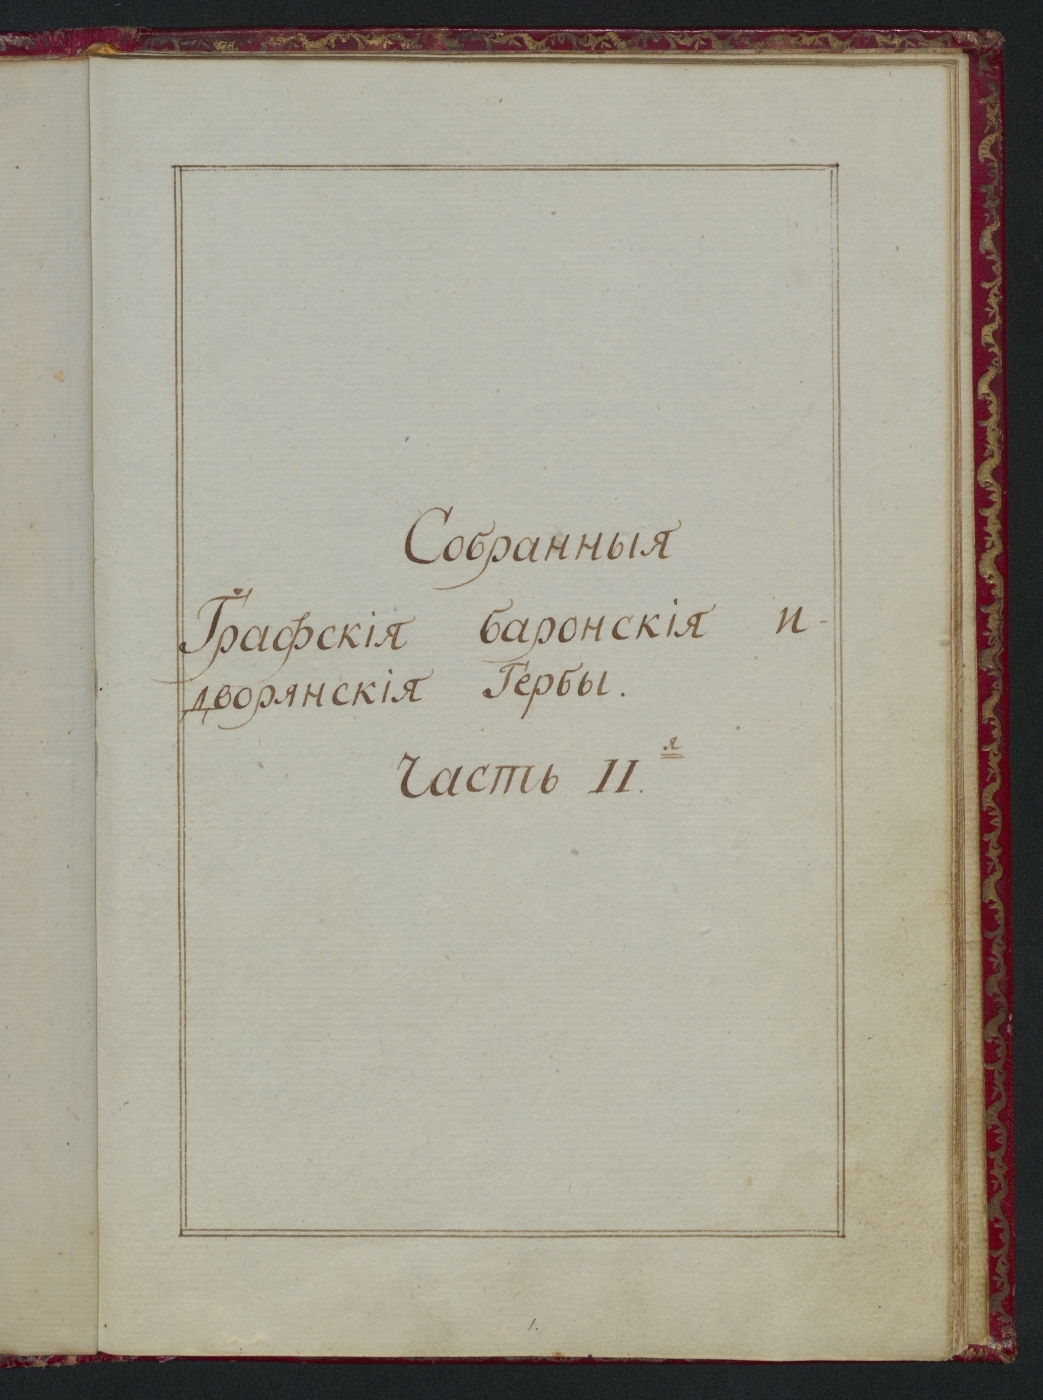 Собранныя
Графскія баронскія и
дворянскія Гербы.
Часть II.я
1.